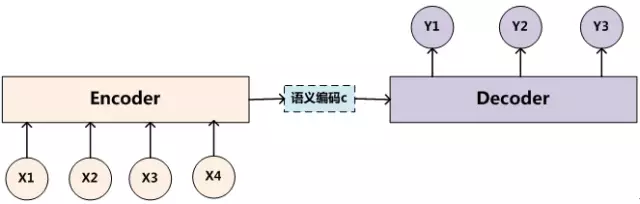 Y1 Y2 Y3
Encoder 语义编码c Decoder
X1 X2 X3 X4